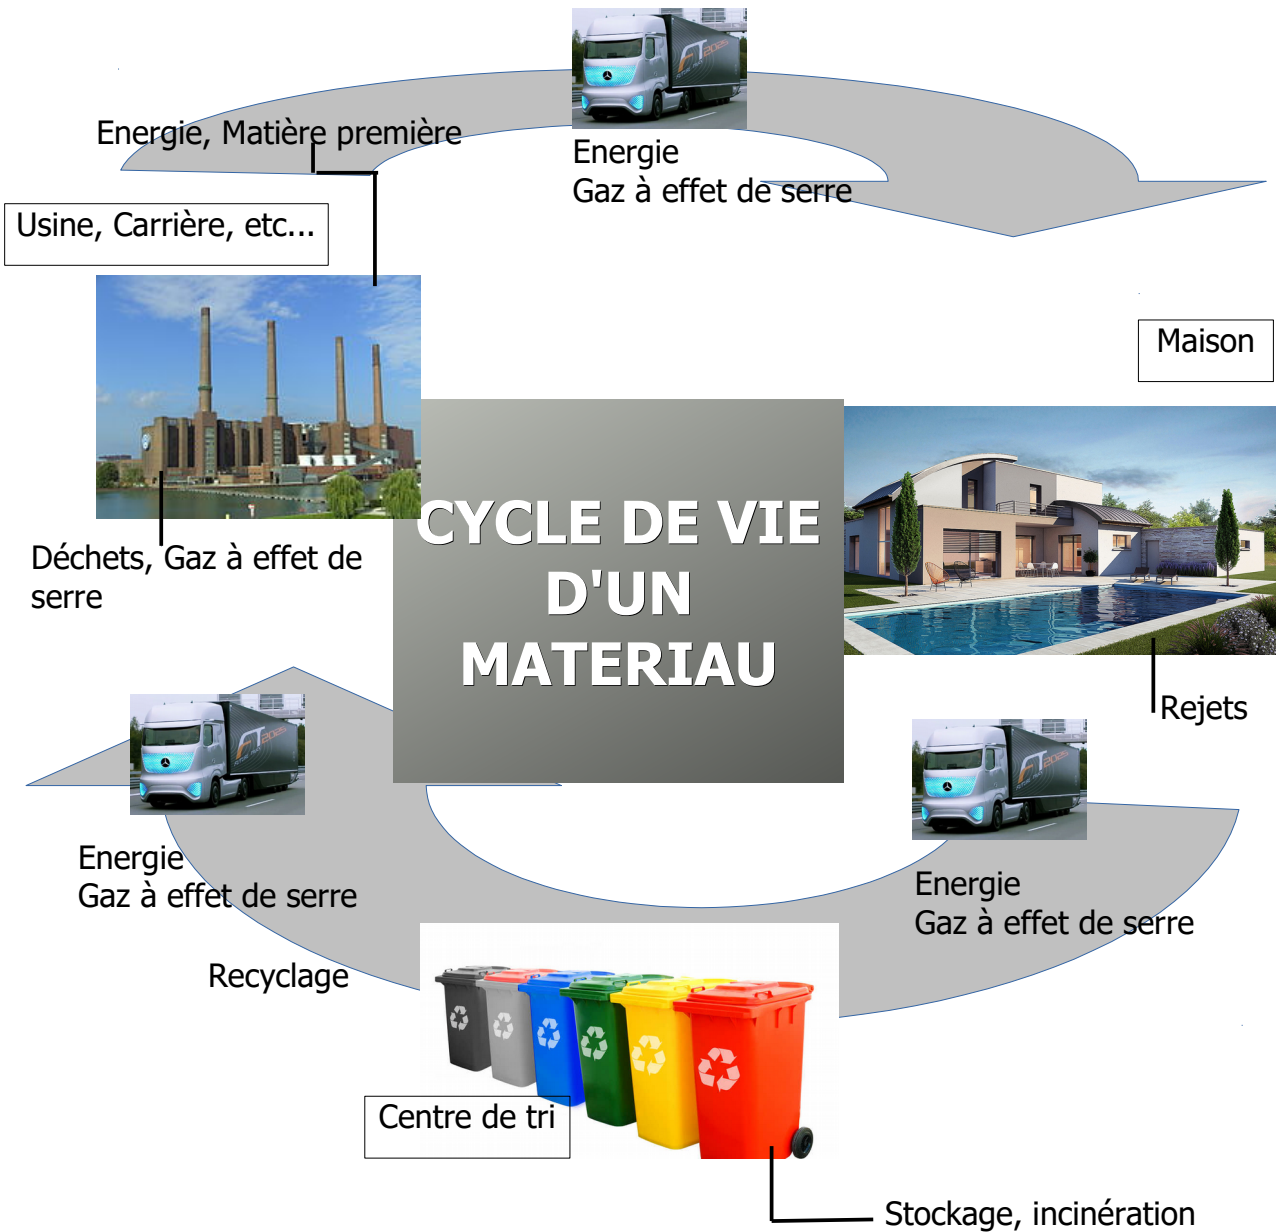 Energie, Matière première
Energie
Gaz à effet de serre
Usine, Carrière, etc...
Maison
CYCLE DE VIE
D'UN
MATERIAU
Déchets, Gaz à effet de
serre
Rejets
Energie
Gaz à effet de serre
Energie
Gaz à effet de serre
Recyclage
Centre de tri
Stockage, incinération